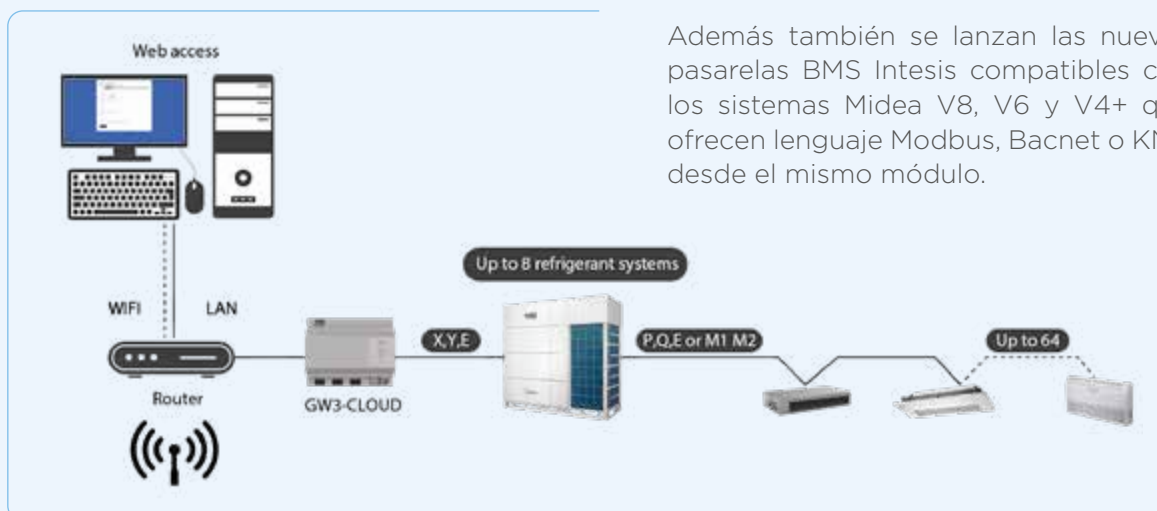 Además también se lanzan las nuev
pasarelas BMS Intesis compatibles c
los sistemas Midea V8, V6 y V4+ q
ofrecen lenguaje Modbus, Bacnet o KN
desde el mismo módulo.
Web access
Up to 8 refrigerant systems
WIFI LAN
X,Y,E
P,Q,E or M1 M2
Up to 64
Router
GW3-CLOUD